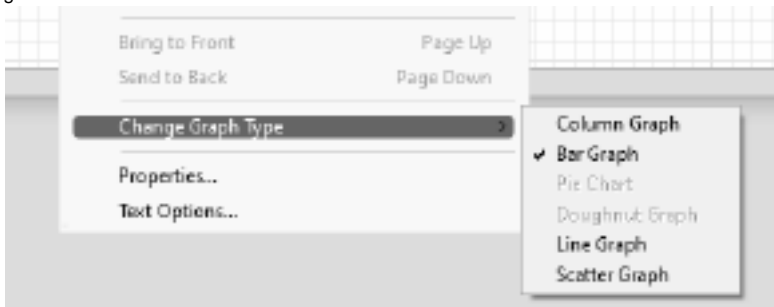 Bring to Front Page Up
Send to Back Page Down
Change Graph Type
Properties...
Text Options...
Column Graph
Bar Graph
Pie Chart
Doughnut Graph
Line Graph
Scatter Graph